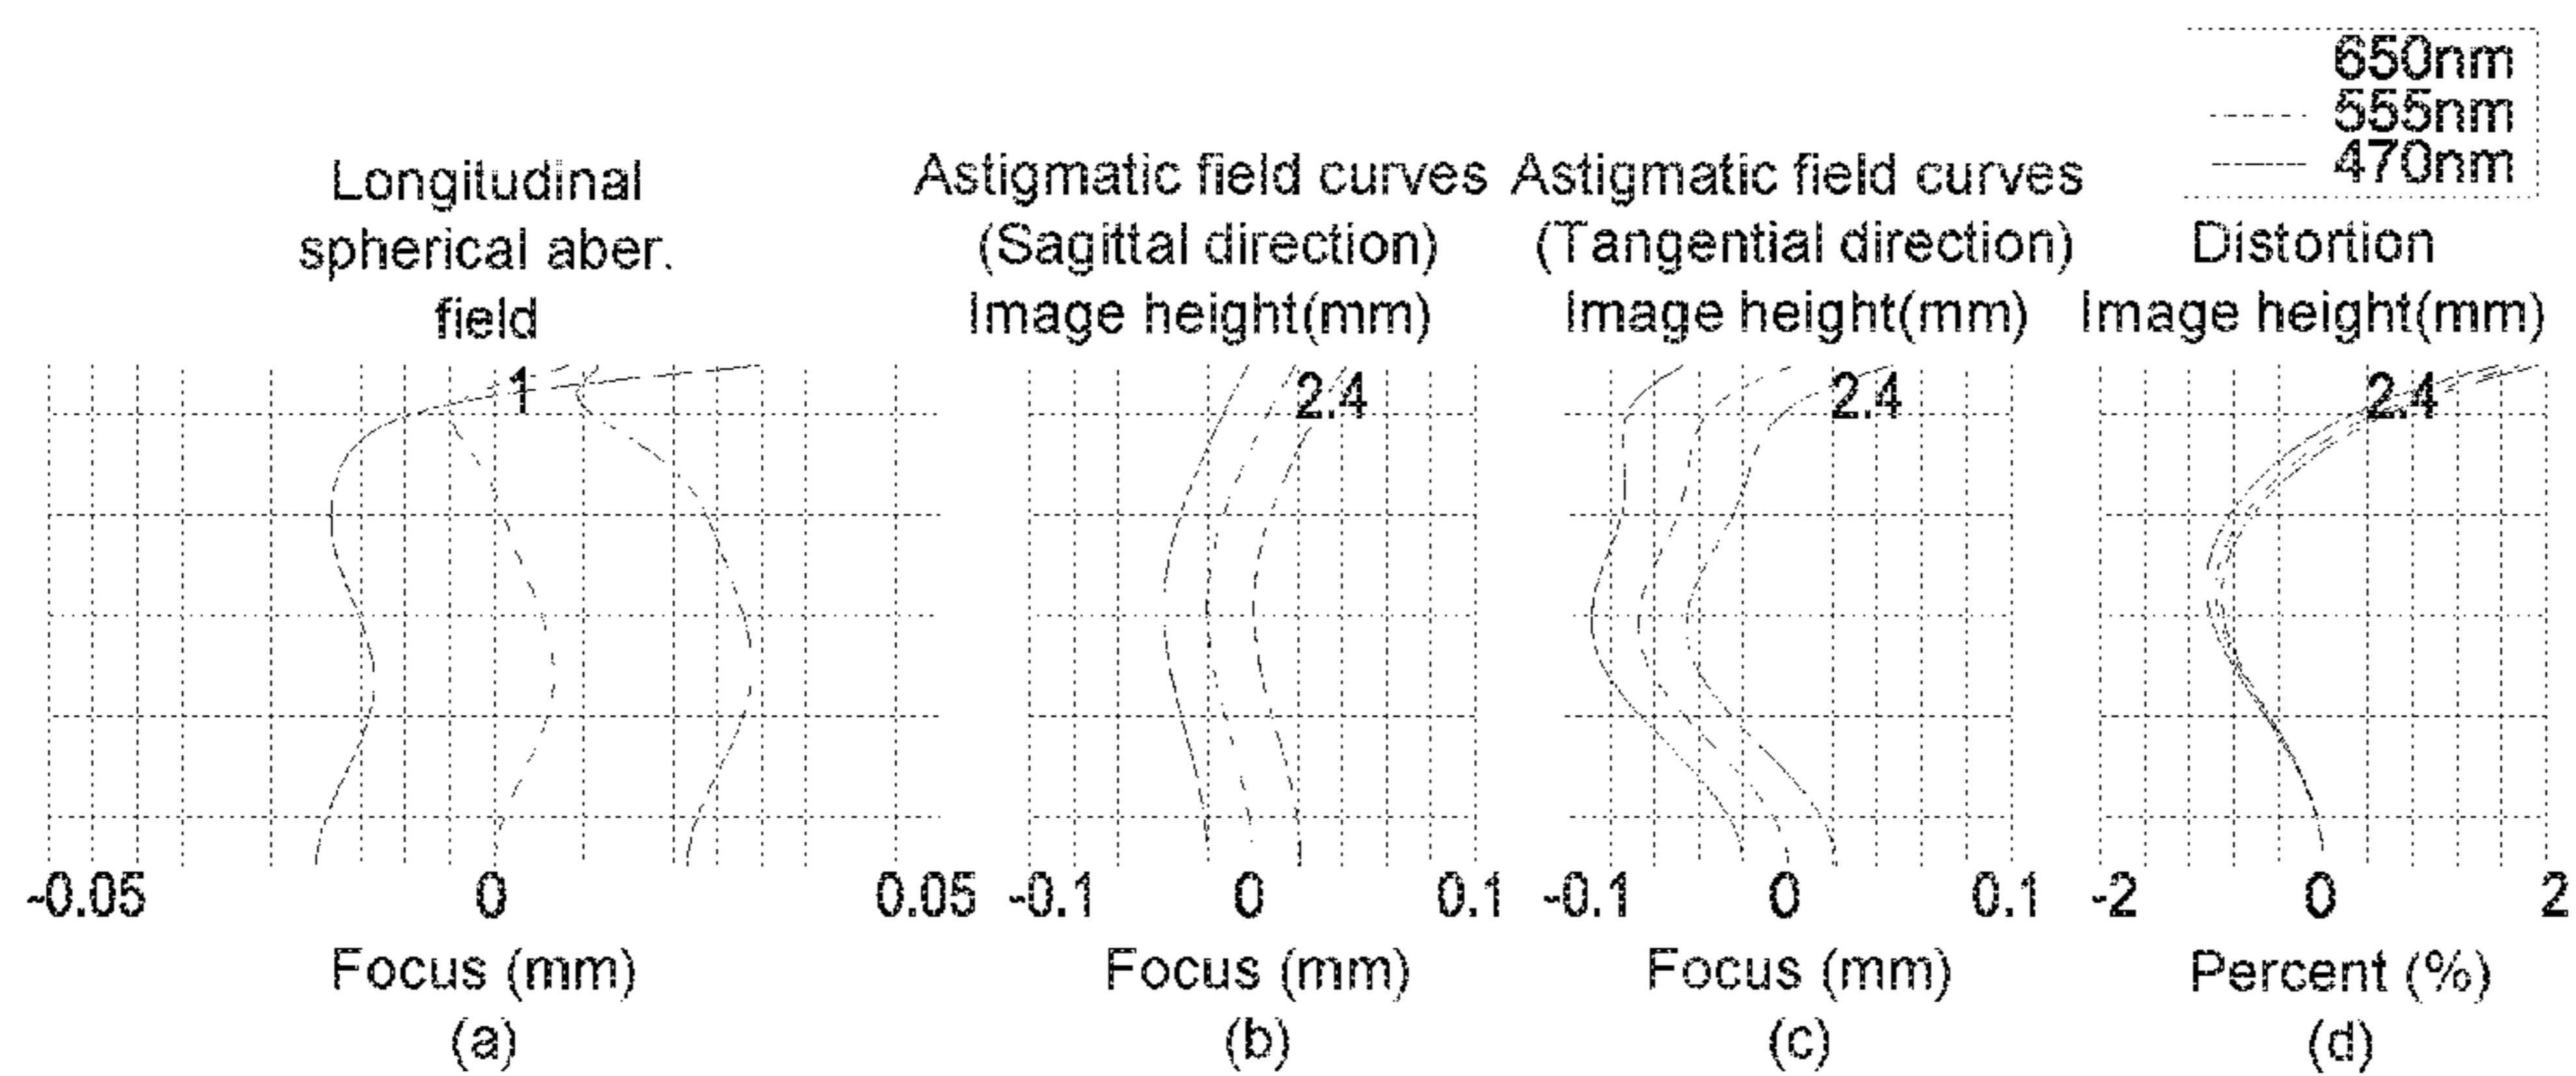 650nm
555nm
470nm
Longitudinal
spherical aber.
field
Astigmatic field curves
(Sagittal direction)
Image height(mm)
Astigmatic field curves
(Tangential direction)
Image height(mm)
Distortion
Image height(mm)
1
2.4
2.4
2.4
-0.05
0
0.05
-0.1
0
0.1
-0.1
0
0.1
-2
0
2
Focus (mm)
Focus (mm)
Focus (mm)
Percent (%)
(a)
(b)
(c)
(d)